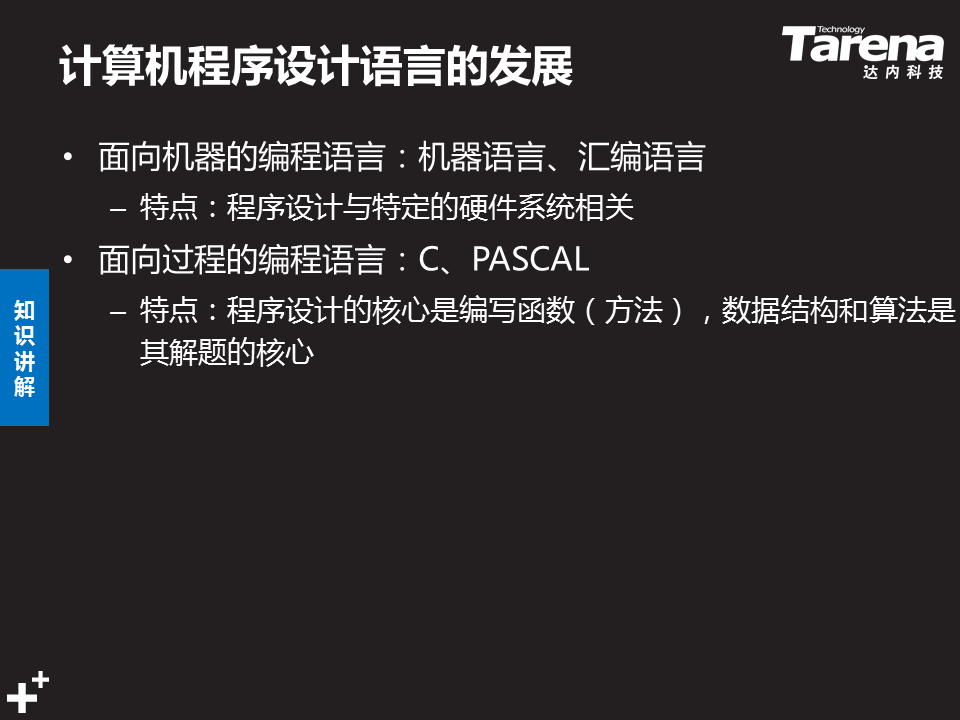 计算机程序设计语言的发展
Technology
Tarena
达内科技
• 面向机器的编程语言：机器语言、汇编语言
– 特点：程序设计与特定的硬件系统相关
• 面向过程的编程语言：C、PASCAL
– 特点：程序设计的核心是编写函数（方法），数据结构和算法是
其解题的核心
知
识
讲
解